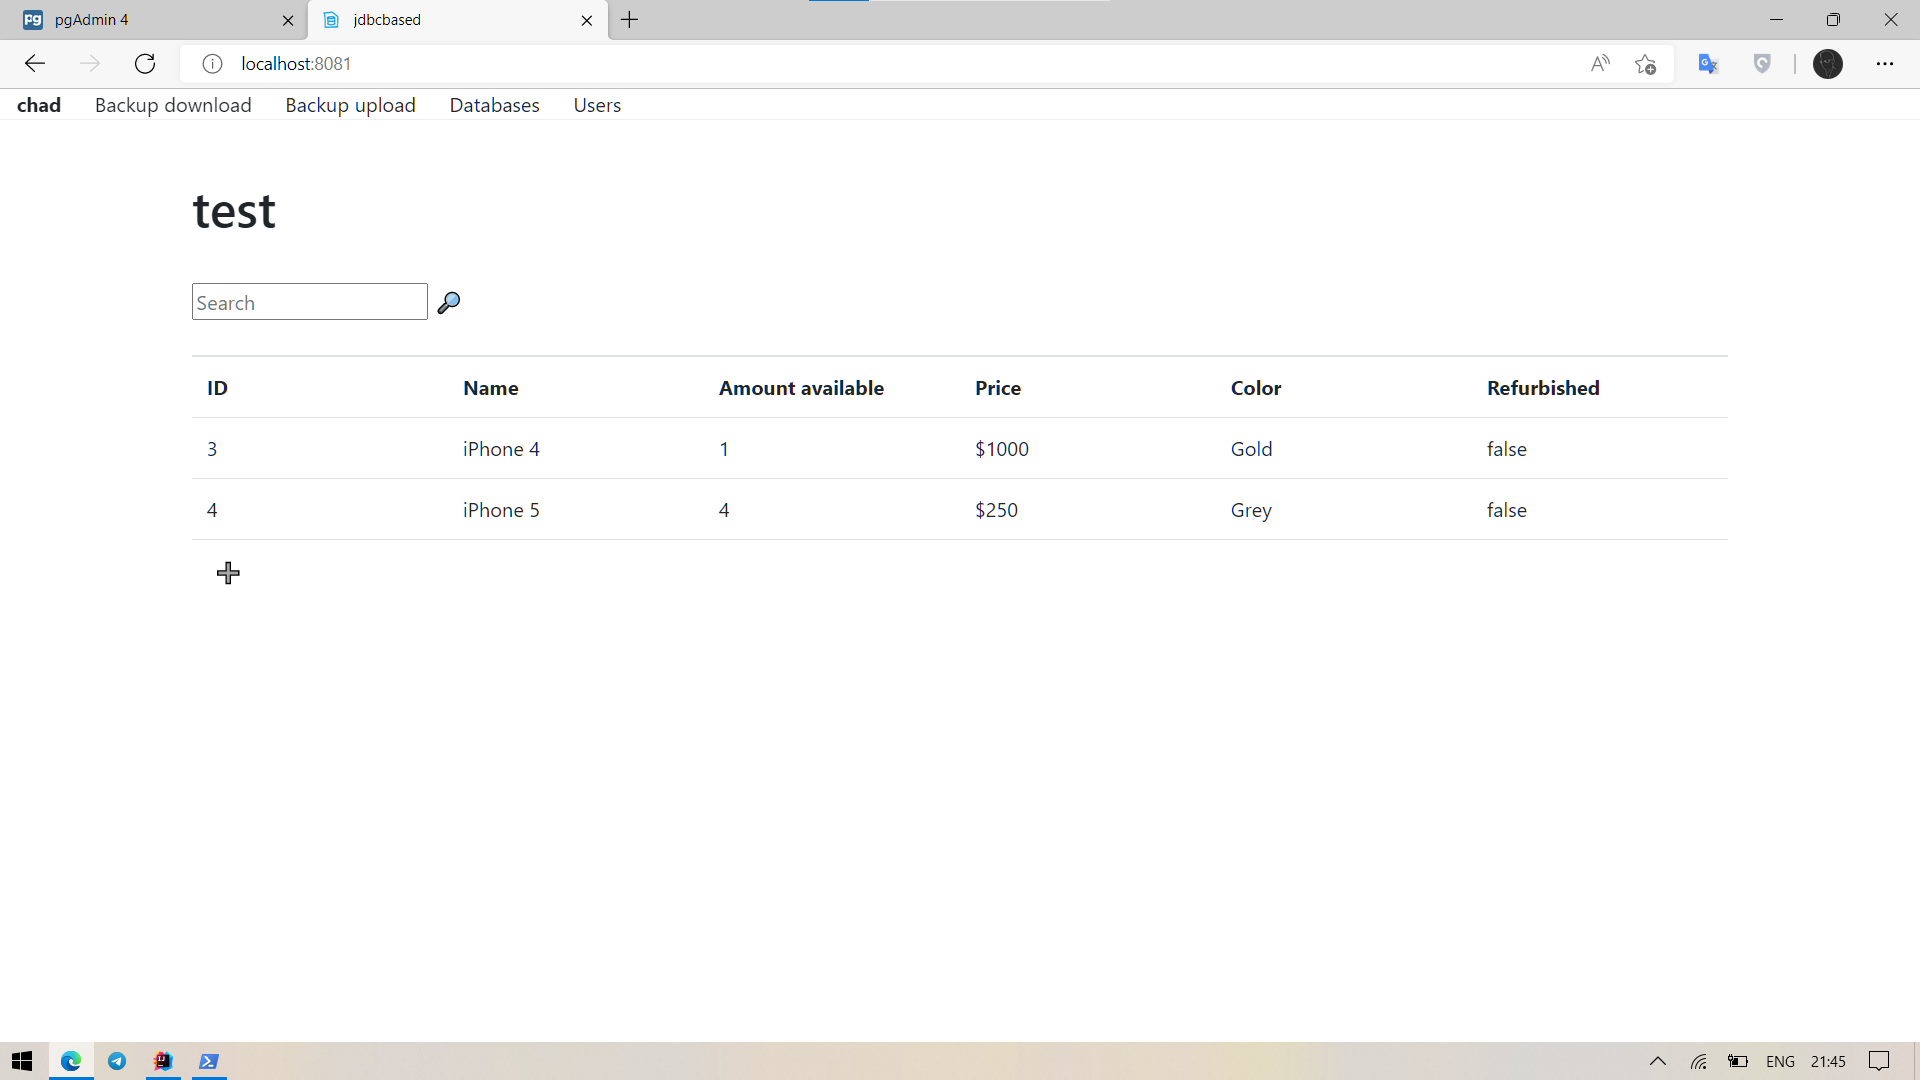 pgAdmin 4
jdbcbased
localhost:8081
chad Backup download Backup upload Databases Users
test
Search
ID Name Amount available Price Color Refurbished
3 iPhone 4 1 $1000 Gold false
4 iPhone 5 4 $250 Grey false
ENG 21:45